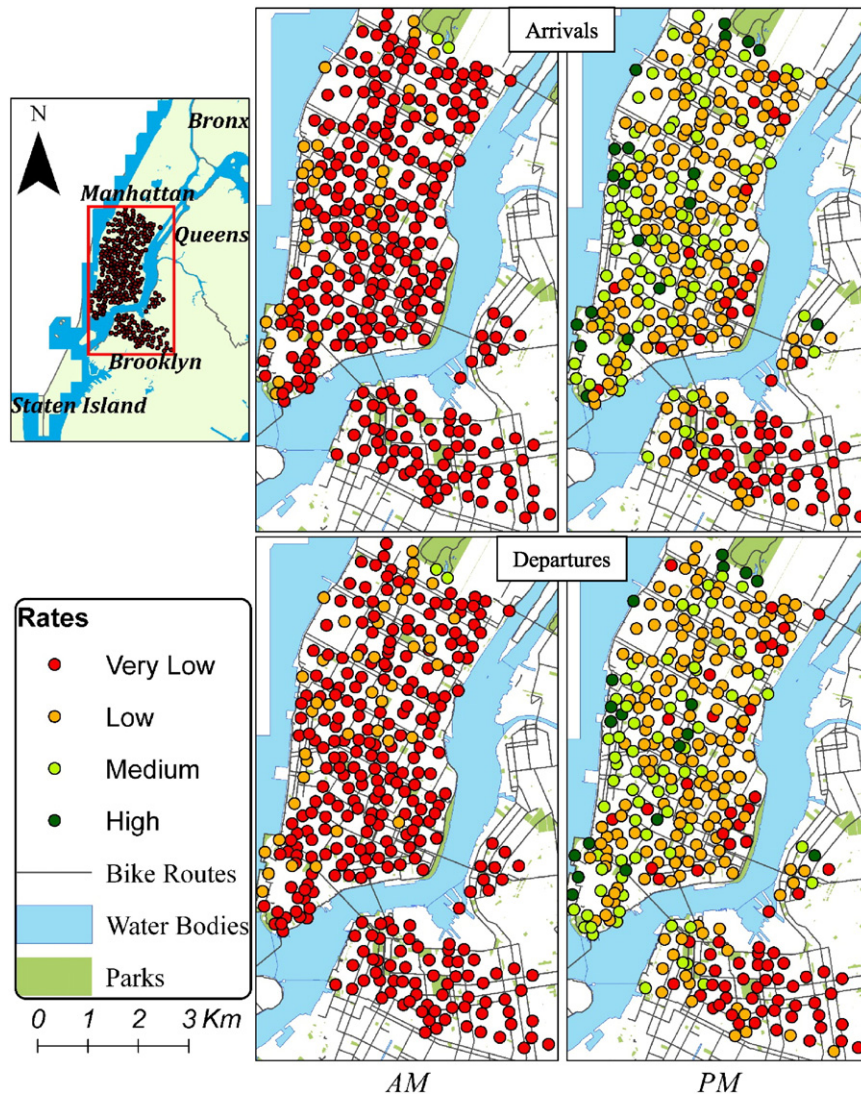 Arrivals
N
Bronx
Manhattan
Queens
Brooklyn
Staten Island
Departures
Rates
Very Low
Low
Medium
High
Bike Routes
Water Bodies
Parks
0 1 2 3 Km
AM
PM